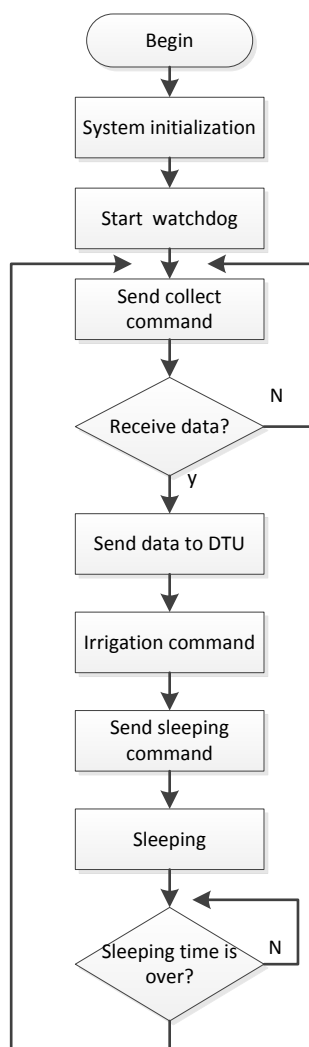 Begin
System initialization
Start watchdog
Send collect
command
Receive data?
N
y
Send data to DTU
Irrigation command
Send sleeping
command
Sleeping
Sleeping time is
over?
N